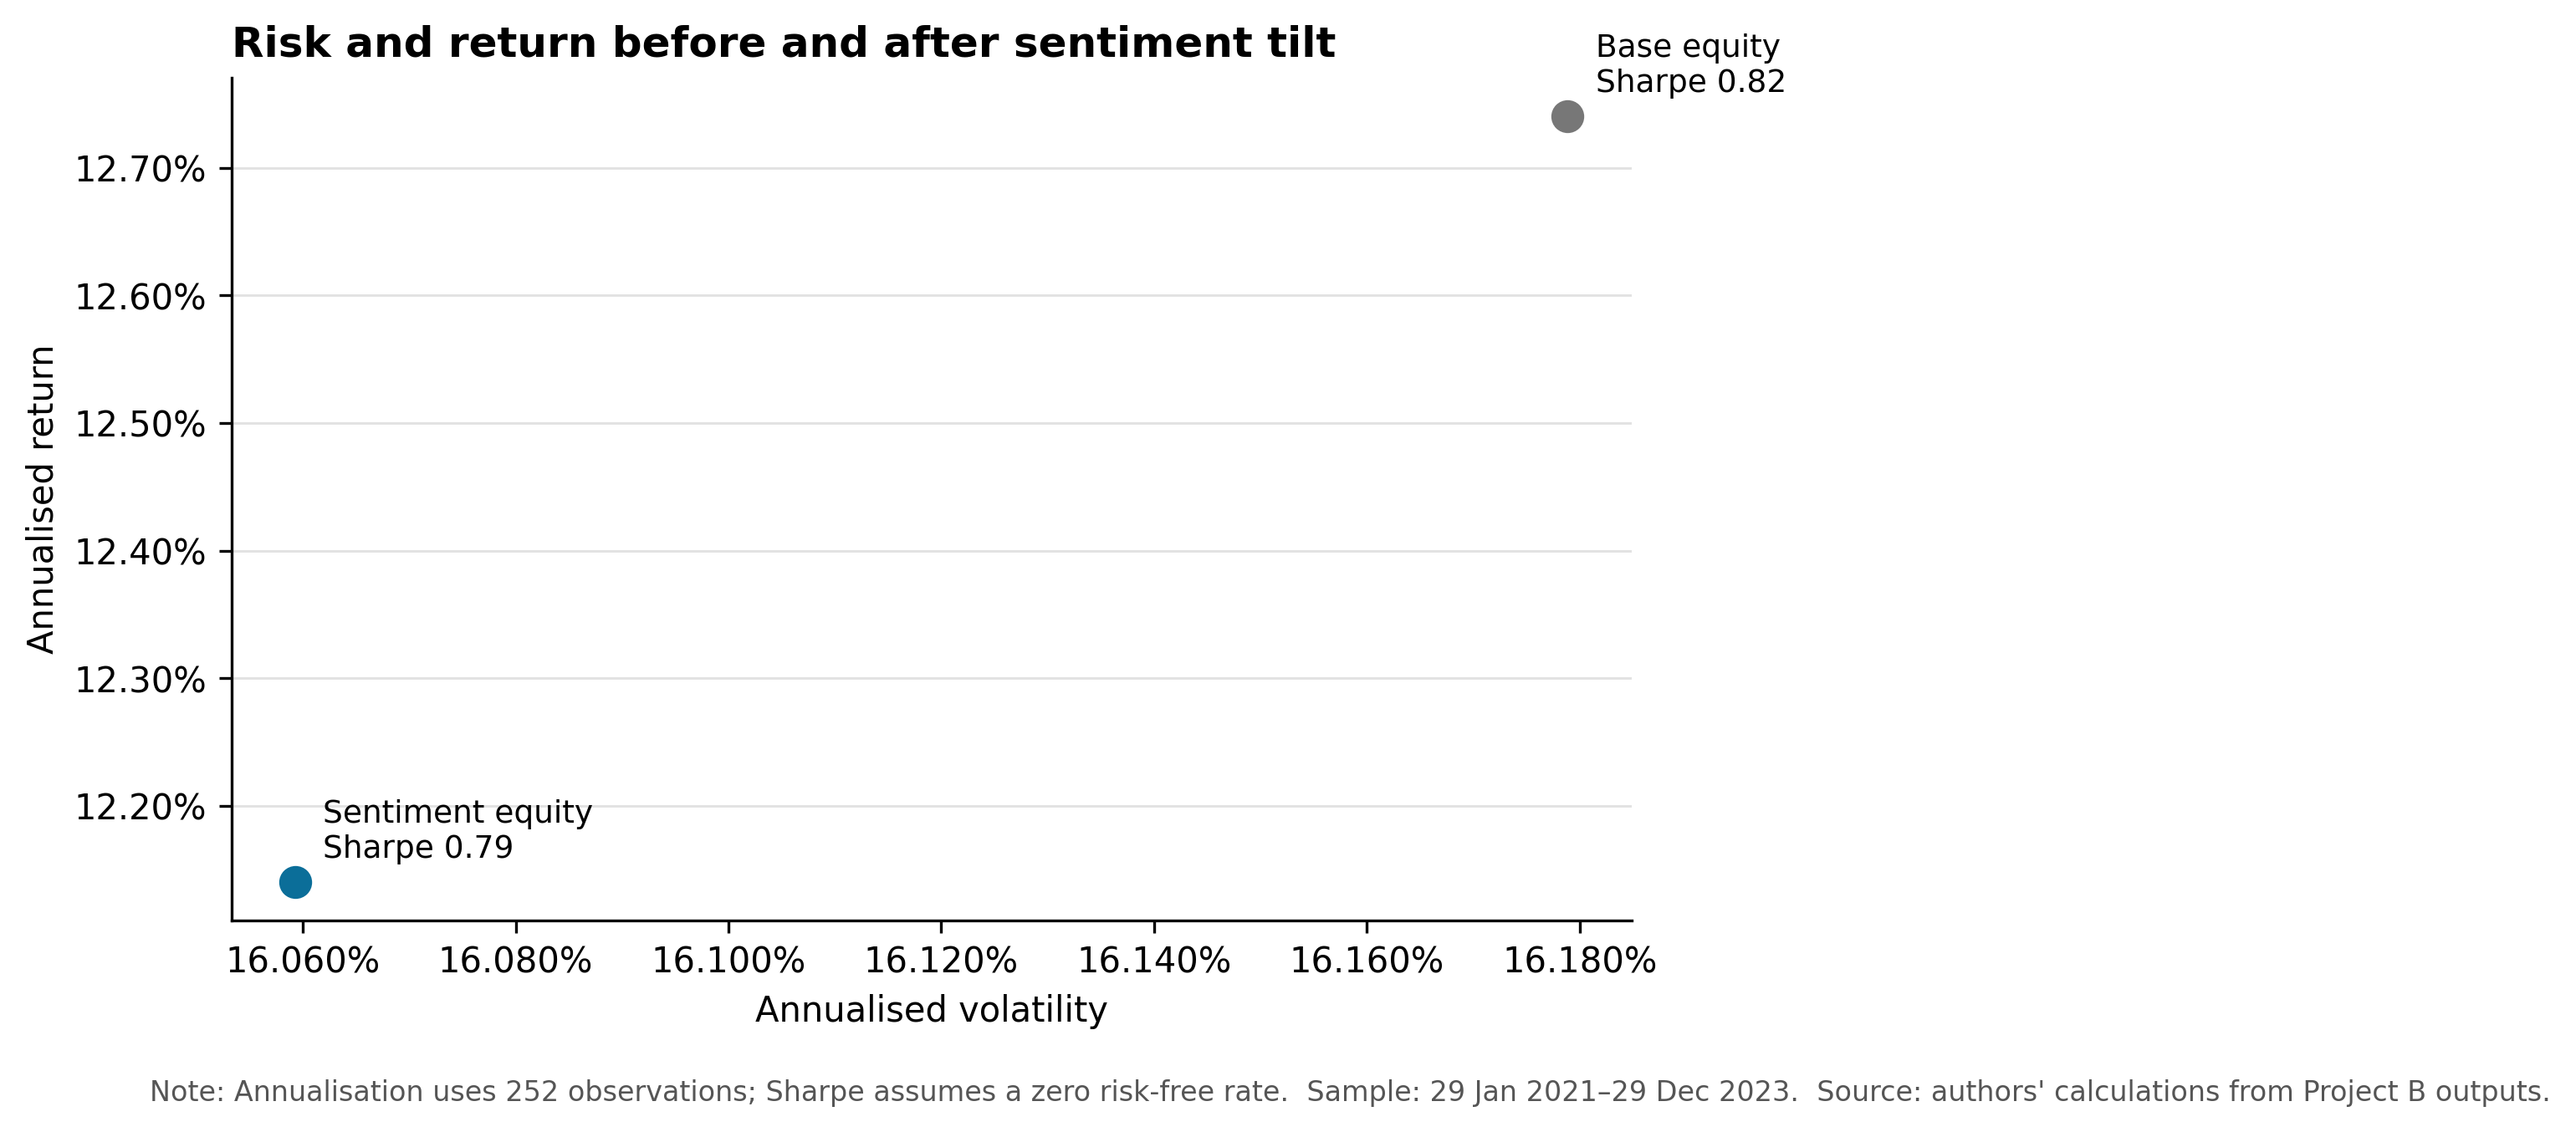 Risk and return before and after sentiment tilt
Base equity
Sharpe 0.82
12.70%
12.60%
12.50%
12.40%
12.30%
12.20%
Annualised return
Sentiment equity
Sharpe 0.79
16.060% 16.080% 16.100% 16.120% 16.140% 16.160% 16.180%
Annualised volatility
Note: Annualisation uses 252 observations; Sharpe assumes a zero risk-free rate.  Sample: 29 Jan 2021–29 Dec 2023.  Source: authors' calculations from Project B outputs.